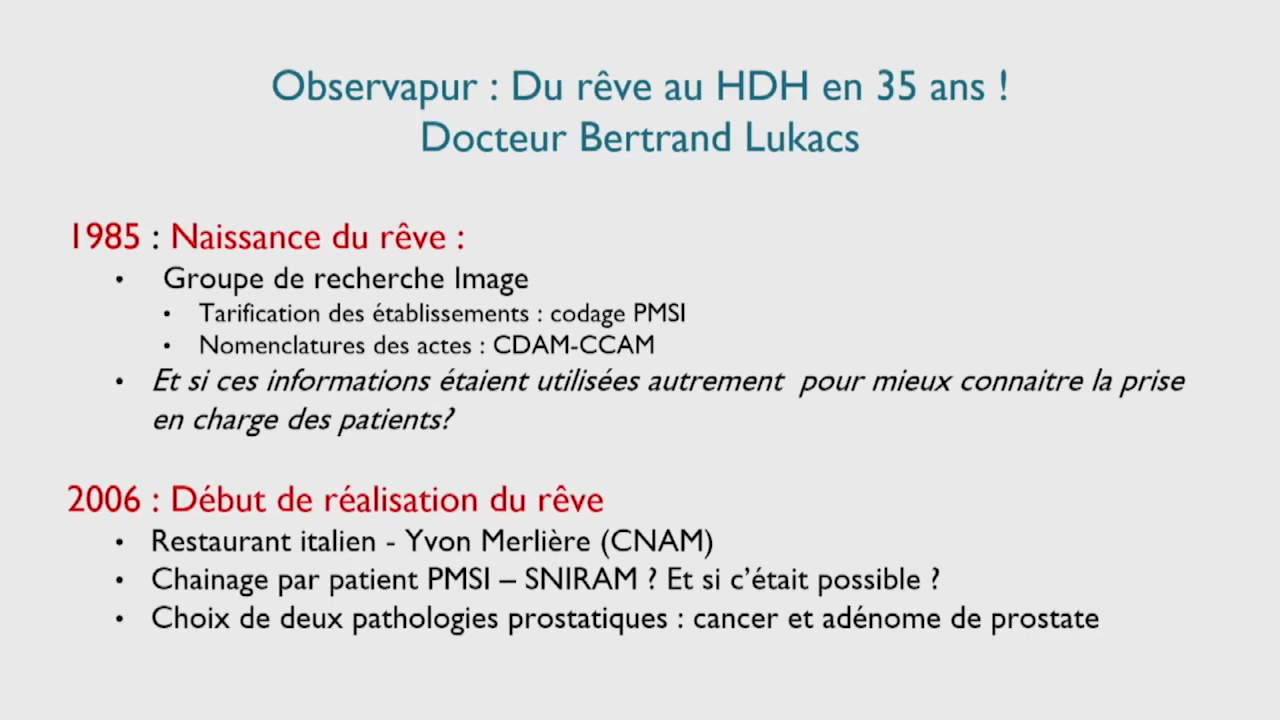 Observapur : Du rêve au HDH en 35 ans !
Docteur Bertrand Lukacs
1985 : Naissance du rêve :
• Groupe de recherche Image
• Tarification des établissements : codage PMSI
• Nomenclatures des actes : CDAM-CCAM
• Et si ces informations étaient utilisées autrement pour mieux connaitre la prise
en charge des patients?
2006 : Début de réalisation du rêve
• Restaurant italien - Yvon Merlière (CNAM)
• Chainage par patient PMSI – SNIRAM ? Et si c’était possible ?
• Choix de deux pathologies prostatiques : cancer et adénome de prostate